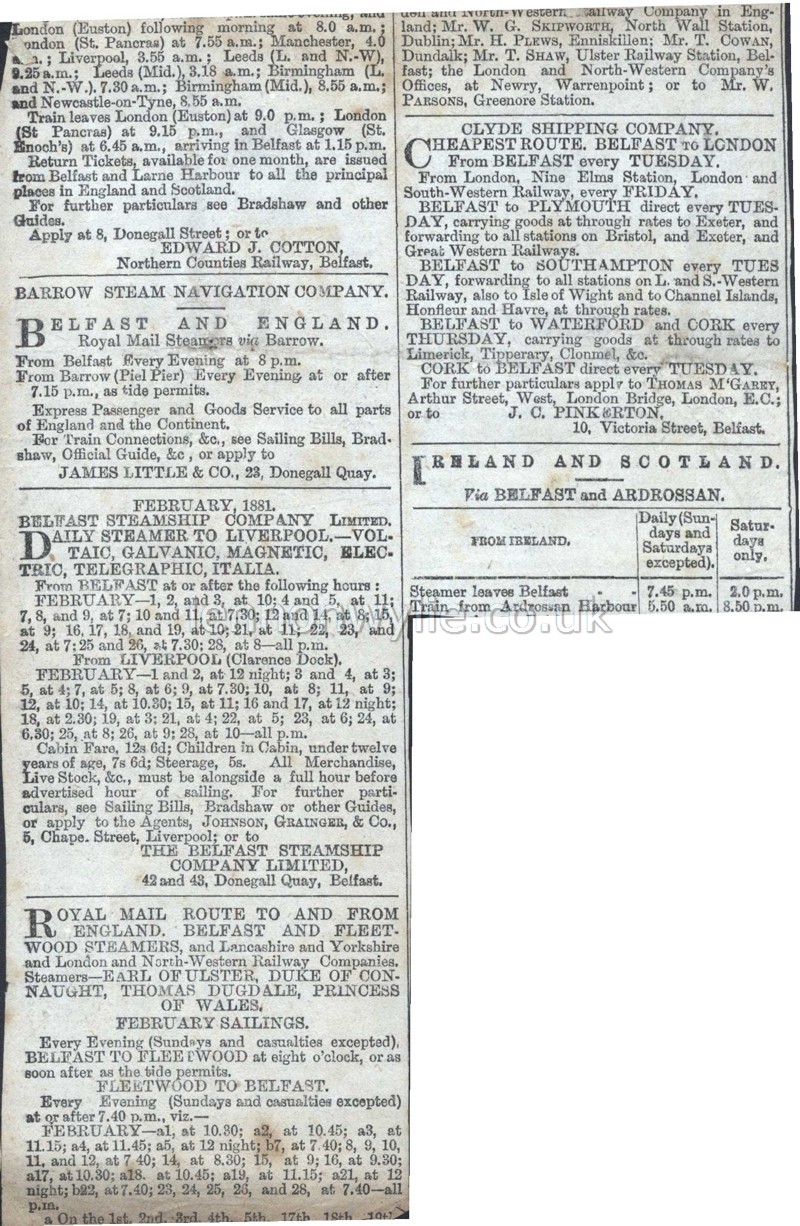 London (Euston) following morning at 8.0 a.m.;
London (St. Pancras) at 7.55 a.m.; Manchester, 4.0
a.m.; Liverpool, 3.55 a.m.; Leeds (L. and N.-W),
9.25 a.m.; Leeds (Mid.), 3.18 a.m.; Birmingham (L.
and N.-W.). 7.30 a.m.; Birmingham (Mid.), 8.55 a.m.;
and Newcastle-on-Tyne, 8.55 a.m.
Train leaves London (Euston) at 9.0 p.m.; London
(St Pancras) at 9.15 p.m., and Glasgow (St.
Enoch's) at 6.45 a.m., arriving in Belfast at 1.15 p.m.
Return Tickets, available for one month, are issued
from Belfast and Larne Harbour to all the principal
places in England and Scotland.
For further particulars see Bradshaw and other
Guides.
Apply at 8, Donegall Street; or to
EDWARD J. COTTON,
Northern Counties Railway, Belfast.
BARROW STEAM NAVIGATION COMPANY.
BELFAST AND ENGLAND.
Royal Mail Steamers via Barrow.
From Belfast Every Evening at 8 p.m.
From Barrow (Piel Pier) Every Evening, at or after
7.15 p.m., as tide permits.
Express Passenger and Goods Service to all parts
of England and the Continent.
For Train Connections, &c., see Sailing Bills, Brad-
shaw, Official Guide, &c, or apply to
JAMES LITTLE & CO., 23, Donegall Quay.
FEBRUARY, 1881.
BELFAST STEAMSHIP COMPANY LIMITED.
DAILY STEAMER TO LIVERPOOL.—VOL-
TAIC, GALVANIC, MAGNETIC, ELEC-
TRIC, TELEGRAPHIC, ITALIA.
From BELFAST at or after the following hours:
FEBRUARY—1, 2, and 3, at 10; 4 and 5, at 11;
7, 8, and 9, at 7; 10 and 11, at 7.30; 12 and 14, at 8; 15,
at 9; 16, 17, 18, and 19, at 10; 21, at 11; 22, 23, and
24, at 7; 25 and 26, at 7.30; 28, at 8—all p.m.
From LIVERPOOL (Clarence Dock).
FEBRUARY—1 and 2, at 12 night; 3 and 4, at 3;
5, at 4; 7, at 5; 8, at 6; 9, at 7.30; 10, at 8; 11, at 9;
12, at 10; 14, at 10.30; 15, at 11; 16 and 17, at 12 night;
18, at 2.30; 19, at 3; 21, at 4; 22, at 5; 23, at 6; 24, at
6.30; 25, at 8; 26, at 9; 28, at 10—all p.m.
Cabin Fare, 12s 6d; Children in Cabin, under twelve
years of age, 7s 6d; Steerage, 5s. All Merchandise,
Live Stock, &c., must be alongside a full hour before
advertised hour of sailing. For further parti-
culars, see Sailing Bills, Bradshaw or other Guides,
or apply to the Agents, JOHNSON, GRAINGER, & Co.,
5, Chape. Street, Liverpool; or to
THE BELFAST STEAMSHIP
COMPANY LIMITED,
42 and 43, Donegall Quay, Belfast.
ROYAL MAIL ROUTE TO AND FROM
ENGLAND. BELFAST AND FLEET-
WOOD STEAMERS, and Lancashire and Yorkshire
and London and North-Western Railway Companies.
Steamers—EARL OF ULSTER, DUKE OF CON-
NAUGHT, THOMAS DUGDALE, PRINCESS
OF WALES.
FEBRUARY SAILINGS.
Every Evening (Sundays and casualties excepted),
BELFAST TO FLEETWOOD at eight o'clock, or as
soon after as the tide permits.
FLEETWOOD TO BELFAST.
Every Evening (Sundays and casualties excepted)
at or after 7.40 p.m., viz.—
FEBRUARY—a1, at 10.30; a2, at 10.45; a3, at
11.15; a4, at 11.45; a5, at 12 night; b7, at 7.40; 8, 9, 10,
11, and 12, at 7 40; 14, at 8.30; 15, at 9; 16, at 9.30;
a17, at 10.30; a18. at 10.45; a19, at 11.15; a21, at 12
night; b22, at 7.40; 23, 24, 25, 26, and 28, at 7.40—all
p.m.
a On the 1st, 2nd, 3rd, 4th, 5th, 17th, 18th, 19th,
and North-Western Railway Company in Eng-
land; Mr. W. G. SKIPWORTH, North Wall Station,
Dublin; Mr. H. PLEWS, Enniskillen; Mr. T. COWAN,
Dundalk; Mr. T. SHAW, Ulster Railway Station, Bel-
fast; the London and North-Western Company's
Offices, at Newry, Warrenpoint; or to Mr. W.
PARSONS, Greenore Station.
CLYDE SHIPPING COMPANY.
CHEAPEST ROUTE. BELFAST TO LONDON
From BELFAST every TUESDAY.
From London, Nine Elms Station, London and
South-Western Railway, every FRIDAY.
BELFAST to PLYMOUTH direct every TUES-
DAY, carrying goods at through rates to Exeter, and
forwarding to all stations on Bristol, and Exeter, and
Great Western Railways.
BELFAST to SOUTHAMPTON every TUES
DAY, forwarding to all stations on L. and S.-Western
Railway, also to Isle of Wight and to Channel Islands,
Honfleur and Havre, at through rates.
BELFAST to WATERFORD and CORK every
THURSDAY, carrying goods at through rates to
Limerick, Tipperary, Clonmel, &c.
CORK to BELFAST direct every TUESDAY.
For further particulars apply to THOMAS M'GAREY,
Arthur Street, West, London Bridge, London, E.C.;
or to J. C. PINKERTON,
10, Victoria Street, Belfast.
IRELAND AND SCOTLAND.
Via BELFAST and ARDROSSAN.
FROM IRELAND. Daily (Sundays and Saturdays excepted). Saturdays only.
Steamer leaves Belfast - - 7.45 p.m. 2.0 p.m.
Train from Ardrossan Harbour 5.50 a.m. 8.50 p.m.